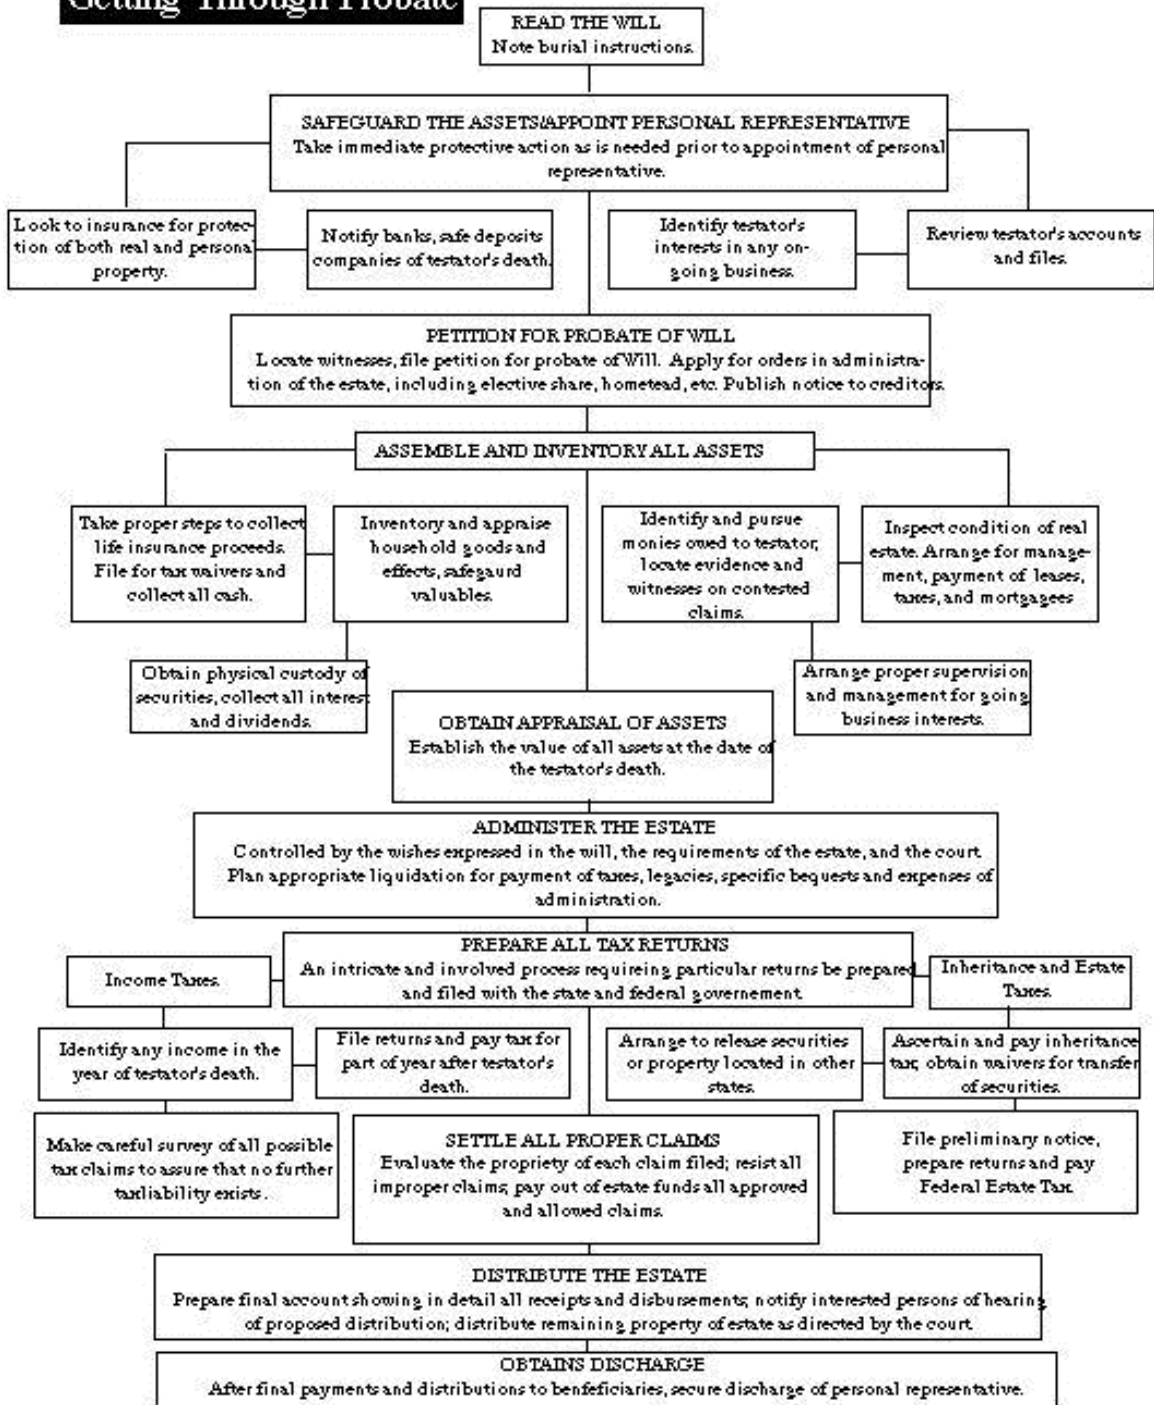 Getting Through Probate
READ THE WILL
Note burial instructions.
SAFEGUARD THE ASSETS/APPOINT PERSONAL REPRESENTATIVE
Take immediate protective action as is needed prior to appointment of personal
representative.
Look to insurance for protec-
tion of both real and personal
property.
Notify banks, safe deposits
companies of testator's death.
Identify testator's
interests in any on-
going business.
Review testator's accounts
and files.
PETITION FOR PROBATE OF WILL
Locate witnesses, file petition for probate of Will. Apply for orders in administra-
tion of the estate, including elective share, hometead, etc. Publish notice to creditors.
ASSEMBLE AND INVENTORY ALL ASSETS
Take proper steps to collect
life insurance proceeds.
File for tax waivers and
collect all cash.
Inventory and appraise
household goods and
effects, safegaurd
valuables.
Identify and pursue
monies owed to testator,
locate evidence and
witnesses on contested
claims.
Inspect condition of real
estate. Arrange for manage-
ment, payment of leases,
taxes, and mortgagees
Obtain physical custody of
securities, collect all interest
and dividends.
Arrange proper supervision
and management for going
business interests.
OBTAIN APPRAISAL OF ASSETS
Establish the value of all assets at the date of
the testator's death.
ADMINISTER THE ESTATE
Controlled by the wishes expressed in the will, the requirements of the estate, and the court.
Plan appropriate liquidation for payment of taxes, legacies, specific bequests and expenses of
administration.
PREPARE ALL TAX RETURNS
An intricate and involved process requireing particular returns be prepared
and filed with the state and federal governement.
Income Taxes.
Inheritance and Estate
Taxes.
Identify any income in the
year of testator's death.
File returns and pay tax for
part of year after testator's
death.
Arrange to release securities
or property located in other
states.
Ascertain and pay inheritance
tax; obtain waivers for transfer
of securities.
Make careful survey of all possible
tax claims to assure that no further
taxliability exists.
SETTLE ALL PROPER CLAIMS
Evaluate the propriety of each claim filed; resist all
improper claims; pay out of estate funds all approved
and allowed claims.
File preliminary notice,
prepare returns and pay
Federal Estate Tax.
DISTRIBUTE THE ESTATE
Prepare final account showing in detail all receipts and disbursements; notify interested persons of hearing
of proposed distribution; distribute remaining property of estate as directed by the court.
OBTAINS DISCHARGE
After final payments and distributions to benfeficiaries, secure discharge of personal representative.